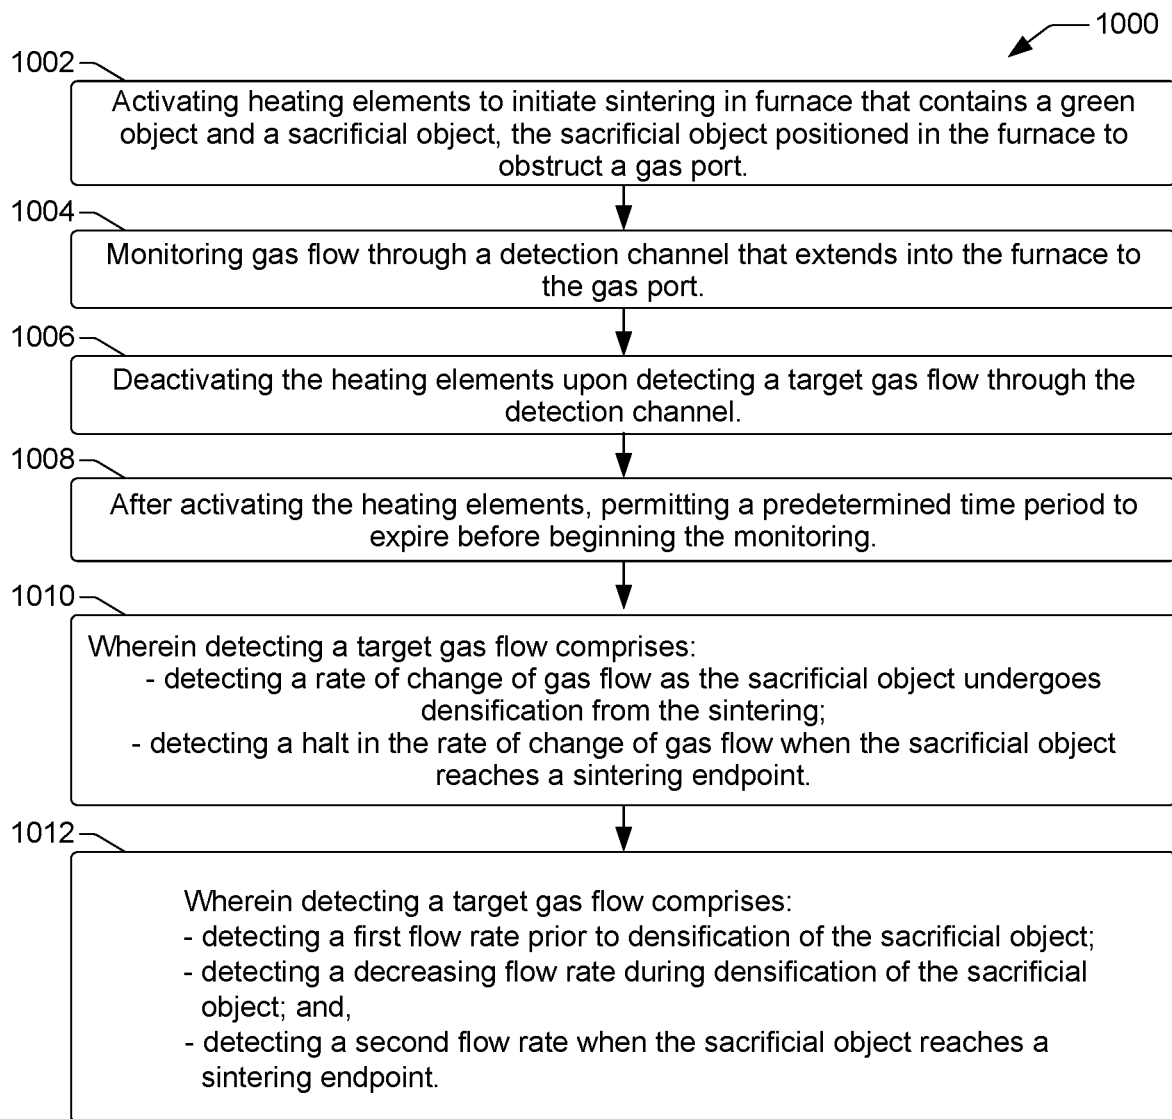 1000
1002
Activating heating elements to initiate sintering in furnace that contains a green
object and a sacrificial object, the sacrificial object positioned in the furnace to
obstruct a gas port.
1004
Monitoring gas flow through a detection channel that extends into the furnace to
the gas port.
1006
Deactivating the heating elements upon detecting a target gas flow through the
detection channel.
1008
After activating the heating elements, permitting a predetermined time period to
expire before beginning the monitoring.
1010
Wherein detecting a target gas flow comprises:
- detecting a rate of change of gas flow as the sacrificial object undergoes
densification from the sintering;
- detecting a halt in the rate of change of gas flow when the sacrificial object
reaches a sintering endpoint.
1012
Wherein detecting a target gas flow comprises:
- detecting a first flow rate prior to densification of the sacrificial object;
- detecting a decreasing flow rate during densification of the sacrificial
object; and,
- detecting a second flow rate when the sacrificial object reaches a
sintering endpoint.